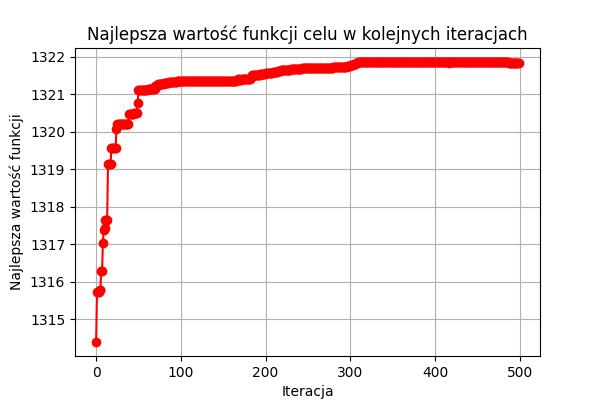 Najlepsza wartość funkcji celu w kolejnych iteracjach
Najlepsza wartość funkcji
1322
1321
1320
1319
1318
1317
1316
1315
0 100 200 300 400 500
Iteracja